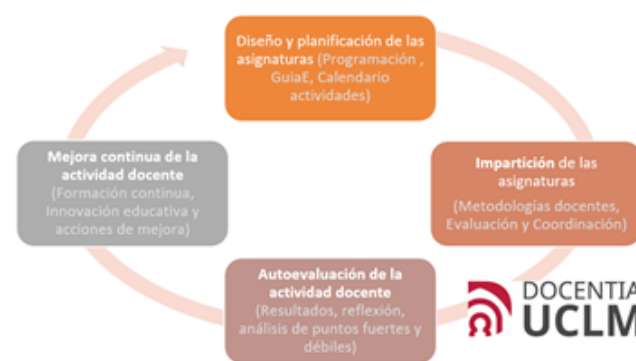 Diseño y planificación de las
asignaturas (Programación ,
GuiaE, Calendario
actividades)
Mejora continua de la
actividad docente
(Formación continua,
Innovación educativa y
acciones de mejora)
Impartición de las
asignaturas
(Metodologías docentes,
Evaluación y Coordinación)
Autoevaluación de la
actividad docente
(Resultados, reflexión,
análisis de puntos fuertes y
débiles)
DOCENTIA
UCLM